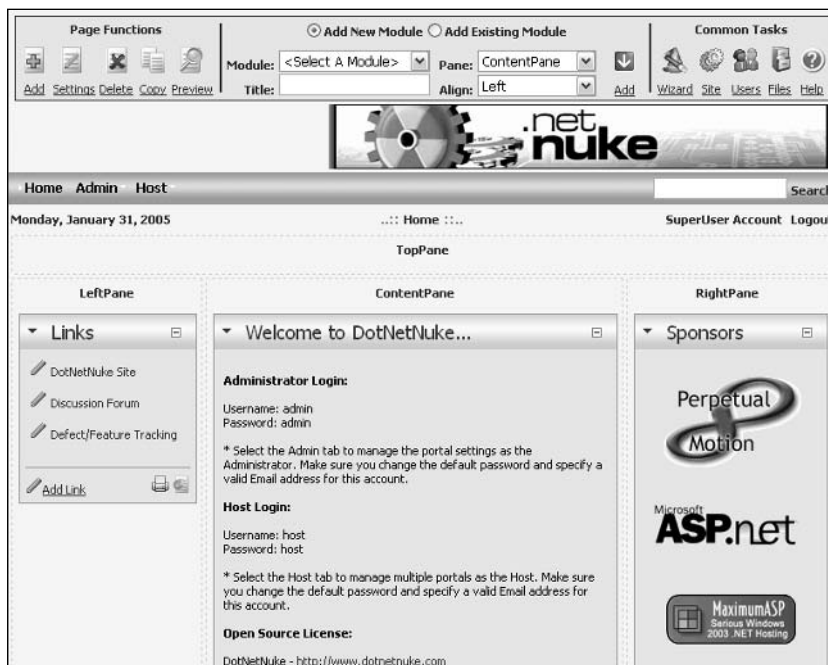 Page Functions
Add New Module Add Existing Module
Common Tasks
Module: <Select A Module> Pane: ContentPane
Title: Align: Left
Add Settings Delete Copy Preview
Add
Wizard Site Users Files Help
.net
nuke
Home Admin Host
Search
Monday, January 31, 2005
..:: Home ::..
SuperUser Account Logou
TopPane
LeftPane
ContentPane
RightPane
Links
DotNetNuke Site
Discussion Forum
Defect/Feature Tracking
Add Link
Welcome to DotNetNuke...
Administrator Login:
Username: admin
Password: admin
* Select the Admin tab to manage the portal settings as the
Administrator. Make sure you change the default password and specify a
valid Email address for this account.
Host Login:
Username: host
Password: host
* Select the Host tab to manage multiple portals as the Host. Make sure
you change the default password and specify a valid Email address for
this account.
Open Source License:
DotNetNuke - http://www.dotnetnuke.com
Sponsors
Perpetual
Motion
Microsoft
ASP.net
MaximumASP
Serious Windows
2003 .NET Hosting